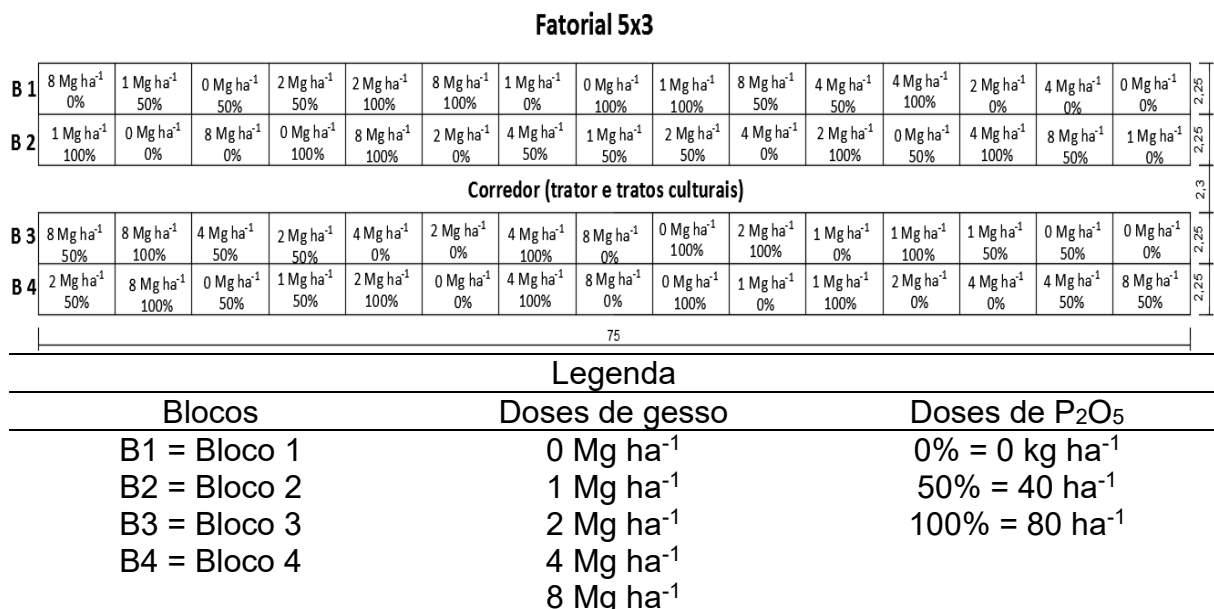 Fatorial 5x3
B 1 8 Mg ha⁻¹ 1 Mg ha⁻¹ 0 Mg ha⁻¹ 2 Mg ha⁻¹ 2 Mg ha⁻¹ 8 Mg ha⁻¹ 1 Mg ha⁻¹ 0 Mg ha⁻¹ 1 Mg ha⁻¹ 8 Mg ha⁻¹ 4 Mg ha⁻¹ 4 Mg ha⁻¹ 2 Mg ha⁻¹ 4 Mg ha⁻¹ 0 Mg ha⁻¹ 2,25
0% 50% 50% 50% 100% 100% 0% 100% 100% 50% 50% 100% 0% 0% 0%
B 2 1 Mg ha⁻¹ 0 Mg ha⁻¹ 8 Mg ha⁻¹ 0 Mg ha⁻¹ 8 Mg ha⁻¹ 2 Mg ha⁻¹ 4 Mg ha⁻¹ 1 Mg ha⁻¹ 2 Mg ha⁻¹ 4 Mg ha⁻¹ 2 Mg ha⁻¹ 0 Mg ha⁻¹ 4 Mg ha⁻¹ 8 Mg ha⁻¹ 1 Mg ha⁻¹ 2,25
100% 0% 0% 100% 100% 0% 50% 50% 50% 0% 100% 50% 100% 50% 0%
Corredor (trator e tratos culturais) 2,3
B 3 8 Mg ha⁻¹ 8 Mg ha⁻¹ 4 Mg ha⁻¹ 2 Mg ha⁻¹ 4 Mg ha⁻¹ 2 Mg ha⁻¹ 4 Mg ha⁻¹ 8 Mg ha⁻¹ 0 Mg ha⁻¹ 2 Mg ha⁻¹ 1 Mg ha⁻¹ 1 Mg ha⁻¹ 1 Mg ha⁻¹ 0 Mg ha⁻¹ 0 Mg ha⁻¹ 2,25
50% 100% 50% 50% 0% 0% 100% 0% 100% 100% 0% 100% 50% 50% 0%
B 4 2 Mg ha⁻¹ 8 Mg ha⁻¹ 0 Mg ha⁻¹ 1 Mg ha⁻¹ 2 Mg ha⁻¹ 0 Mg ha⁻¹ 4 Mg ha⁻¹ 8 Mg ha⁻¹ 0 Mg ha⁻¹ 1 Mg ha⁻¹ 1 Mg ha⁻¹ 2 Mg ha⁻¹ 4 Mg ha⁻¹ 4 Mg ha⁻¹ 8 Mg ha⁻¹ 2,25
50% 100% 50% 50% 100% 0% 100% 0% 100% 0% 100% 0% 0% 50% 50%
75
Legenda
Blocos Doses de gesso Doses de P₂O₅
B1 = Bloco 1 0 Mg ha⁻¹ 0% = 0 kg ha⁻¹
B2 = Bloco 2 1 Mg ha⁻¹ 50% = 40 ha⁻¹
B3 = Bloco 3 2 Mg ha⁻¹ 100% = 80 ha⁻¹
B4 = Bloco 4 4 Mg ha⁻¹
8 Mg ha⁻¹